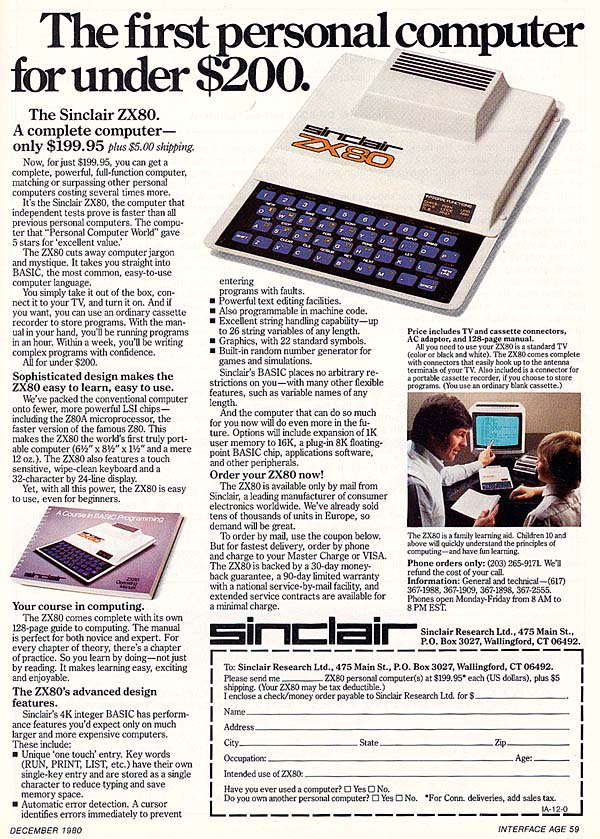 The first personal computer
for under $200.
The Sinclair ZX80.
A complete computer—
only $199.95 plus $5.00 shipping.
Now, for just $199.95, you can get a
complete, powerful, full-function computer,
matching or surpassing other personal
computers costing several times more.
It's the Sinclair ZX80, the computer that
independent tests prove is faster than all
previous personal computers. The compu-
ter that "Personal Computer World" gave
5 stars for 'excellent value.'
The ZX80 cuts away computer jargon
and mystique. It takes you straight into
BASIC, the most common, easy-to-use
computer language.
You simply take it out of the box, con-
nect it to your TV, and turn it on. And if
you want, you can use an ordinary cassette
recorder to store programs. With the man-
ual in your hand, you'll be running programs
in an hour. Within a week, you'll be writing
complex programs with confidence.
All for under $200.
Sophisticated design makes the
ZX80 easy to learn, easy to use.
We've packed the conventional computer
onto fewer, more powerful LSI chips—
including the Z80A microprocessor, the
faster version of the famous Z80. This
makes the ZX80 the world's first truly port-
able computer (6½" x 8½" x 1½" and a mere
12 oz.). The ZX80 also features a touch
sensitive, wipe-clean keyboard and a
32-character by 24-line display.
Yet, with all this power, the ZX80 is easy
to use, even for beginners.
A Course in BASIC Programming
sinclair
ZX80
Operating
Manual
Your course in computing.
The ZX80 comes complete with its own
128-page guide to computing. The manual
is perfect for both novice and expert. For
every chapter of theory, there's a chapter
of practice. So you learn by doing—not just
by reading. It makes learning easy, exciting
and enjoyable.
The ZX80's advanced design
features.
Sinclair's 4K integer BASIC has perform-
ance features you'd expect only on much
larger and more expensive computers.
These include:
■ Unique 'one touch' entry. Key words
(RUN, PRINT, LIST, etc.) have their own
single-key entry and are stored as a single
character to reduce typing and save
memory space.
■ Automatic error detection. A cursor
identifies errors immediately to prevent
entering
programs with faults.
■ Powerful text editing facilities.
■ Also programmable in machine code.
■ Excellent string handling capability—up
to 26 string variables of any length.
■ Graphics, with 22 standard symbols.
■ Built-in random number generator for
games and simulations.
Sinclair's BASIC places no arbitrary re-
strictions on you—with many other flexible
features, such as variable names of any
length.
And the computer that can do so much
for you now will do even more in the fu-
ture. Options will include expansion of 1K
user memory to 16K, a plug-in 8K floating-
point BASIC chip, applications software,
and other peripherals.
Order your ZX80 now!
The ZX80 is available only by mail from
Sinclair, a leading manufacturer of consumer
electronics worldwide. We've already sold
tens of thousands of units in Europe, so
demand will be great.
To order by mail, use the coupon below.
But for fastest delivery, order by phone
and charge to your Master Charge or VISA.
The ZX80 is backed by a 30-day money-
back guarantee, a 90-day limited warranty
with a national service-by-mail facility, and
extended service contracts are available for
a minimal charge.
sinclair
ZX80
INTEGRAL FUNCTIONS
Price includes TV and cassette connectors,
AC adaptor, and 128-page manual.
All you need to use your ZX80 is a standard TV
(color or black and white). The ZX80 comes complete
with connectors that easily hook up to the antenna
terminals of your TV. Also included is a connector for
a portable cassette recorder, if you choose to store
programs. (You use an ordinary blank cassette.)
The ZX80 is a family learning aid. Children 10 and
above will quickly understand the principles of
computing—and have fun learning.
Phone orders only: (203) 265-9171. We'll
refund the cost of your call.
Information: General and technical—(617)
367-1988, 367-1909, 367-1898, 367-2555.
Phones open Monday-Friday from 8 AM to
8 PM EST.
sinclair
Sinclair Research Ltd., 475 Main St.,
P.O. Box 3027, Wallingford, CT 06492.
To: Sinclair Research Ltd., 475 Main St., P.O. Box 3027, Wallingford, CT 06492.
Please send me ZX80 personal computer(s) at $199.95* each (US dollars), plus $5
shipping. (Your ZX80 may be tax deductible.)
I enclose a check/money order payable to Sinclair Research Ltd. for $
Name
Address
City State Zip
Occupation: Age:
Intended use of ZX80:
Have you ever used a computer? □ Yes □ No.
Do you own another personal computer? □ Yes □ No. *For Conn. deliveries, add sales tax.
IA-12-0
DECEMBER 1980
INTERFACE AGE 59